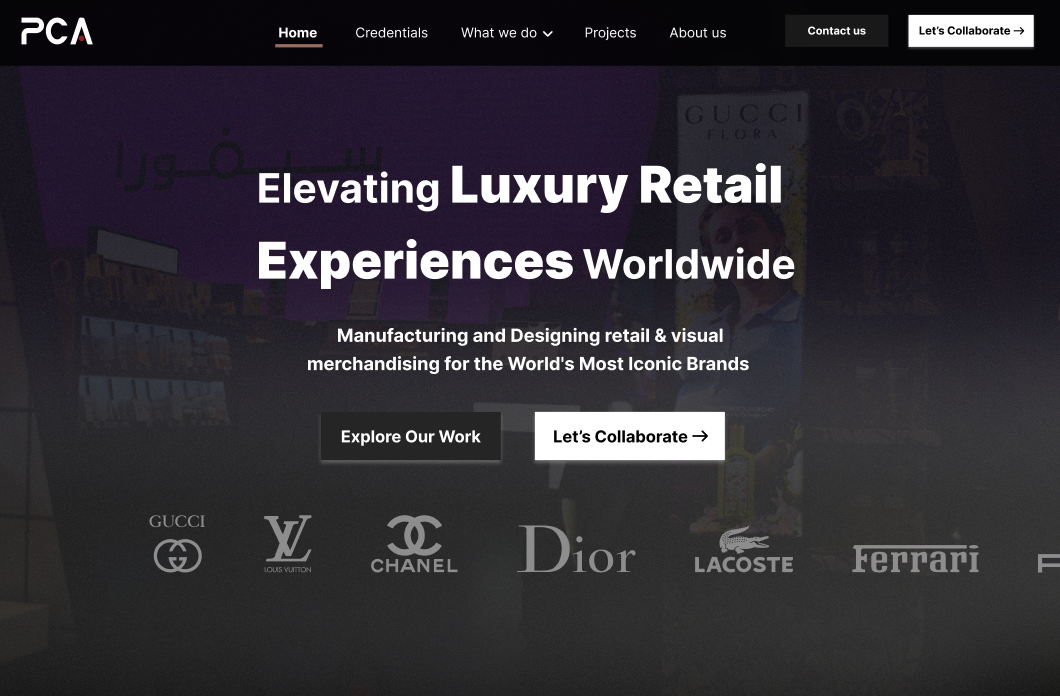 PCA
Home
Credentials
What we do
Projects
About us
Contact us
Let's Collaborate →
GUCCI
FLORA
سيفورا
Elevating Luxury Retail
Experiences Worldwide
Manufacturing and Designing retail & visual
merchandising for the World's Most Iconic Brands
Explore Our Work
Let's Collaborate →
GUCCI
LV
LOUIS VUITTON
CHANEL
Dior
LACOSTE
Ferrari